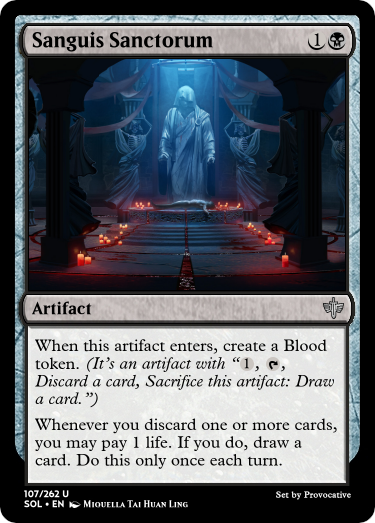 Sanguis Sanctorum 1
Artifact
When this artifact enters, create a Blood
token. (It's an artifact with “1, ,
Discard a card, Sacrifice this artifact: Draw
a card.”)
Whenever you discard one or more cards,
you may pay 1 life. If you do, draw a
card. Do this only once each turn.
107/262 U
SOL • EN Miouella Tai Huan Ling
Set by Provocative